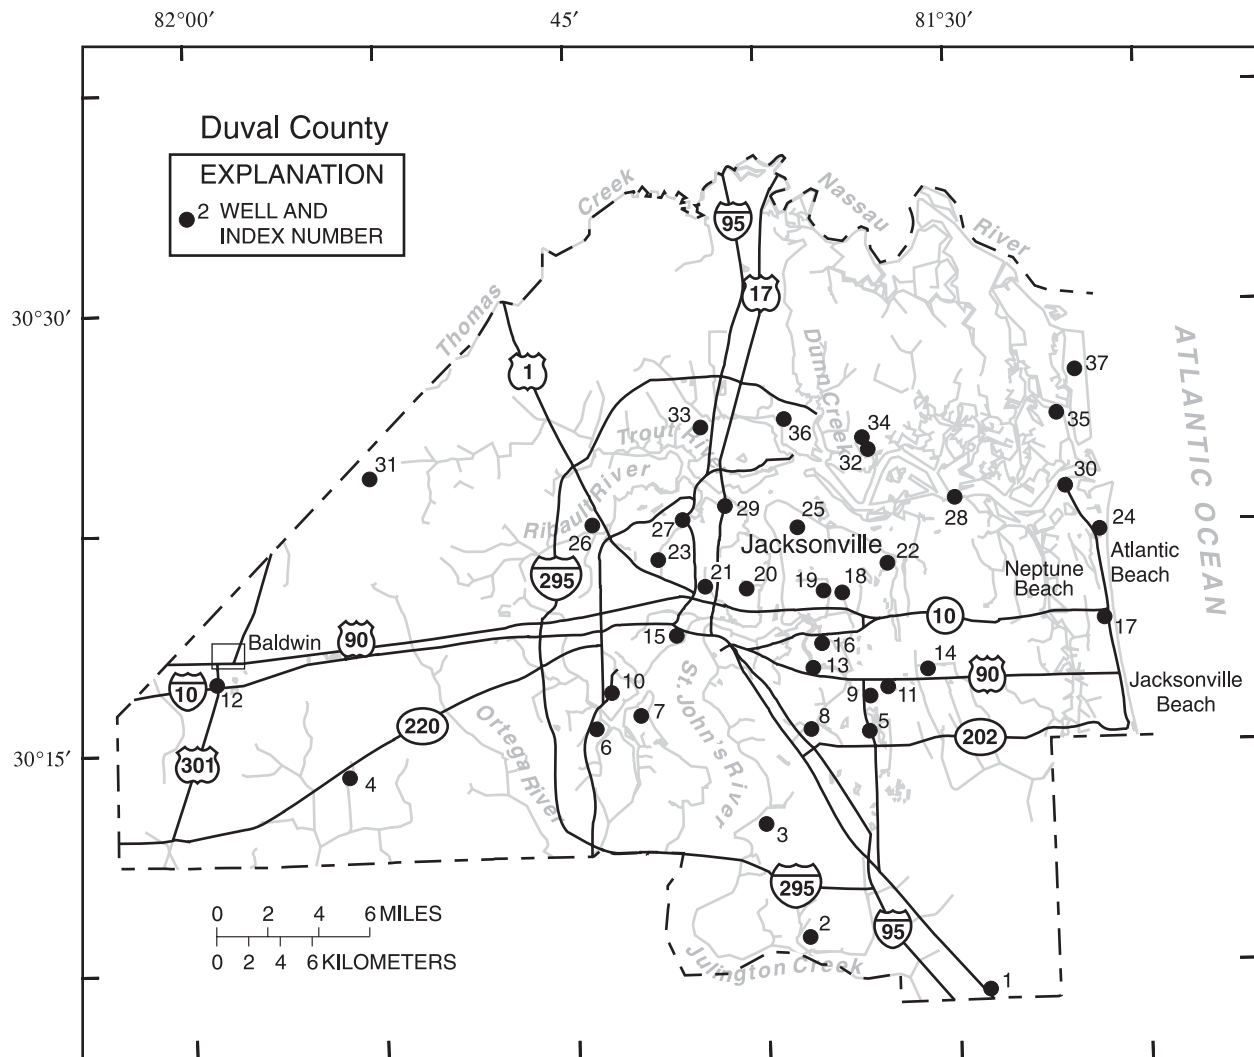 82°00′
45′
81°30′
Duval County
EXPLANATION
2 WELL AND
INDEX NUMBER
Creek
Nassau
River
95
17
Thomas
30°30′
1
Dunn Creek
ATLANTIC OCEAN
37
35
33
36
34
Trout River
32
31
Ribault River
30
29
28
27
26
25
24
Jacksonville
23
22
Atlantic
Beach
Neptune
Beach
295
21
20
19
18
10
17
Baldwin
90
15
16
13
14
90
Jacksonville
Beach
10
12
10
7
9
11
220
6
8
5
202
Ortega River
St. John's River
30°15′
301
4
3
295
0 2 4 6 MILES
0 2 4 6 KILOMETERS
2
95
Julington Creek
1